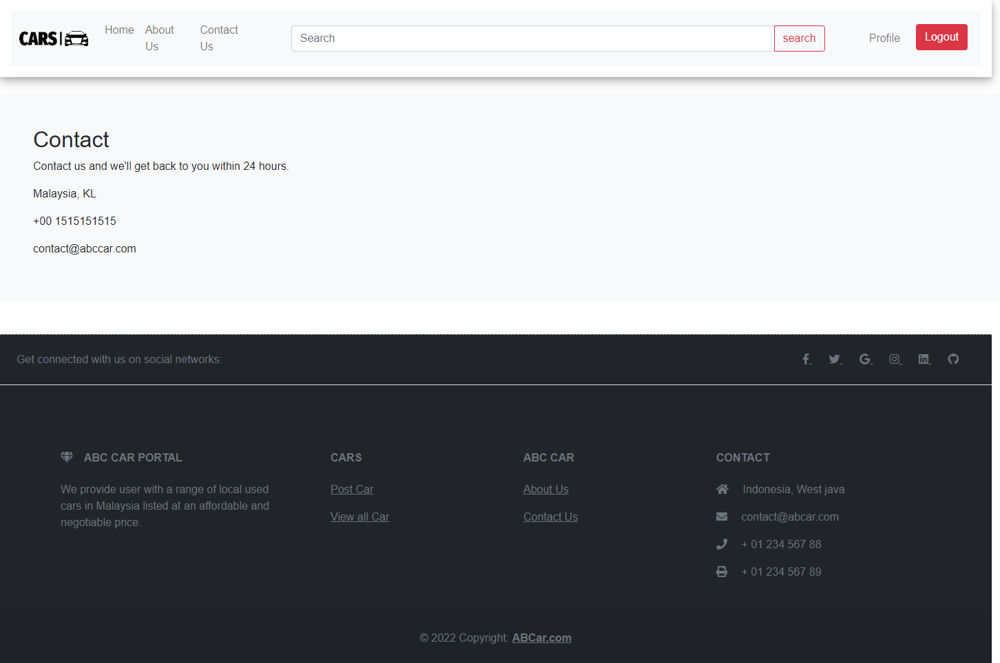 CARS
Home
About
Us
Contact
Us
Search
search
Profile
Logout
Contact
Contact us and we'll get back to you within 24 hours.
Malaysia, KL
+00 1515151515
contact@abccar.com
Get connected with us on social networks:
ABC CAR PORTAL
We provide user with a range of local used
cars in Malaysia listed at an affordable and
negotiable price.
CARS
Post Car
View all Car
ABC CAR
About Us
Contact Us
CONTACT
Indonesia, West java
contact@abcar.com
+ 01 234 567 88
+ 01 234 567 89
© 2022 Copyright: ABCar.com